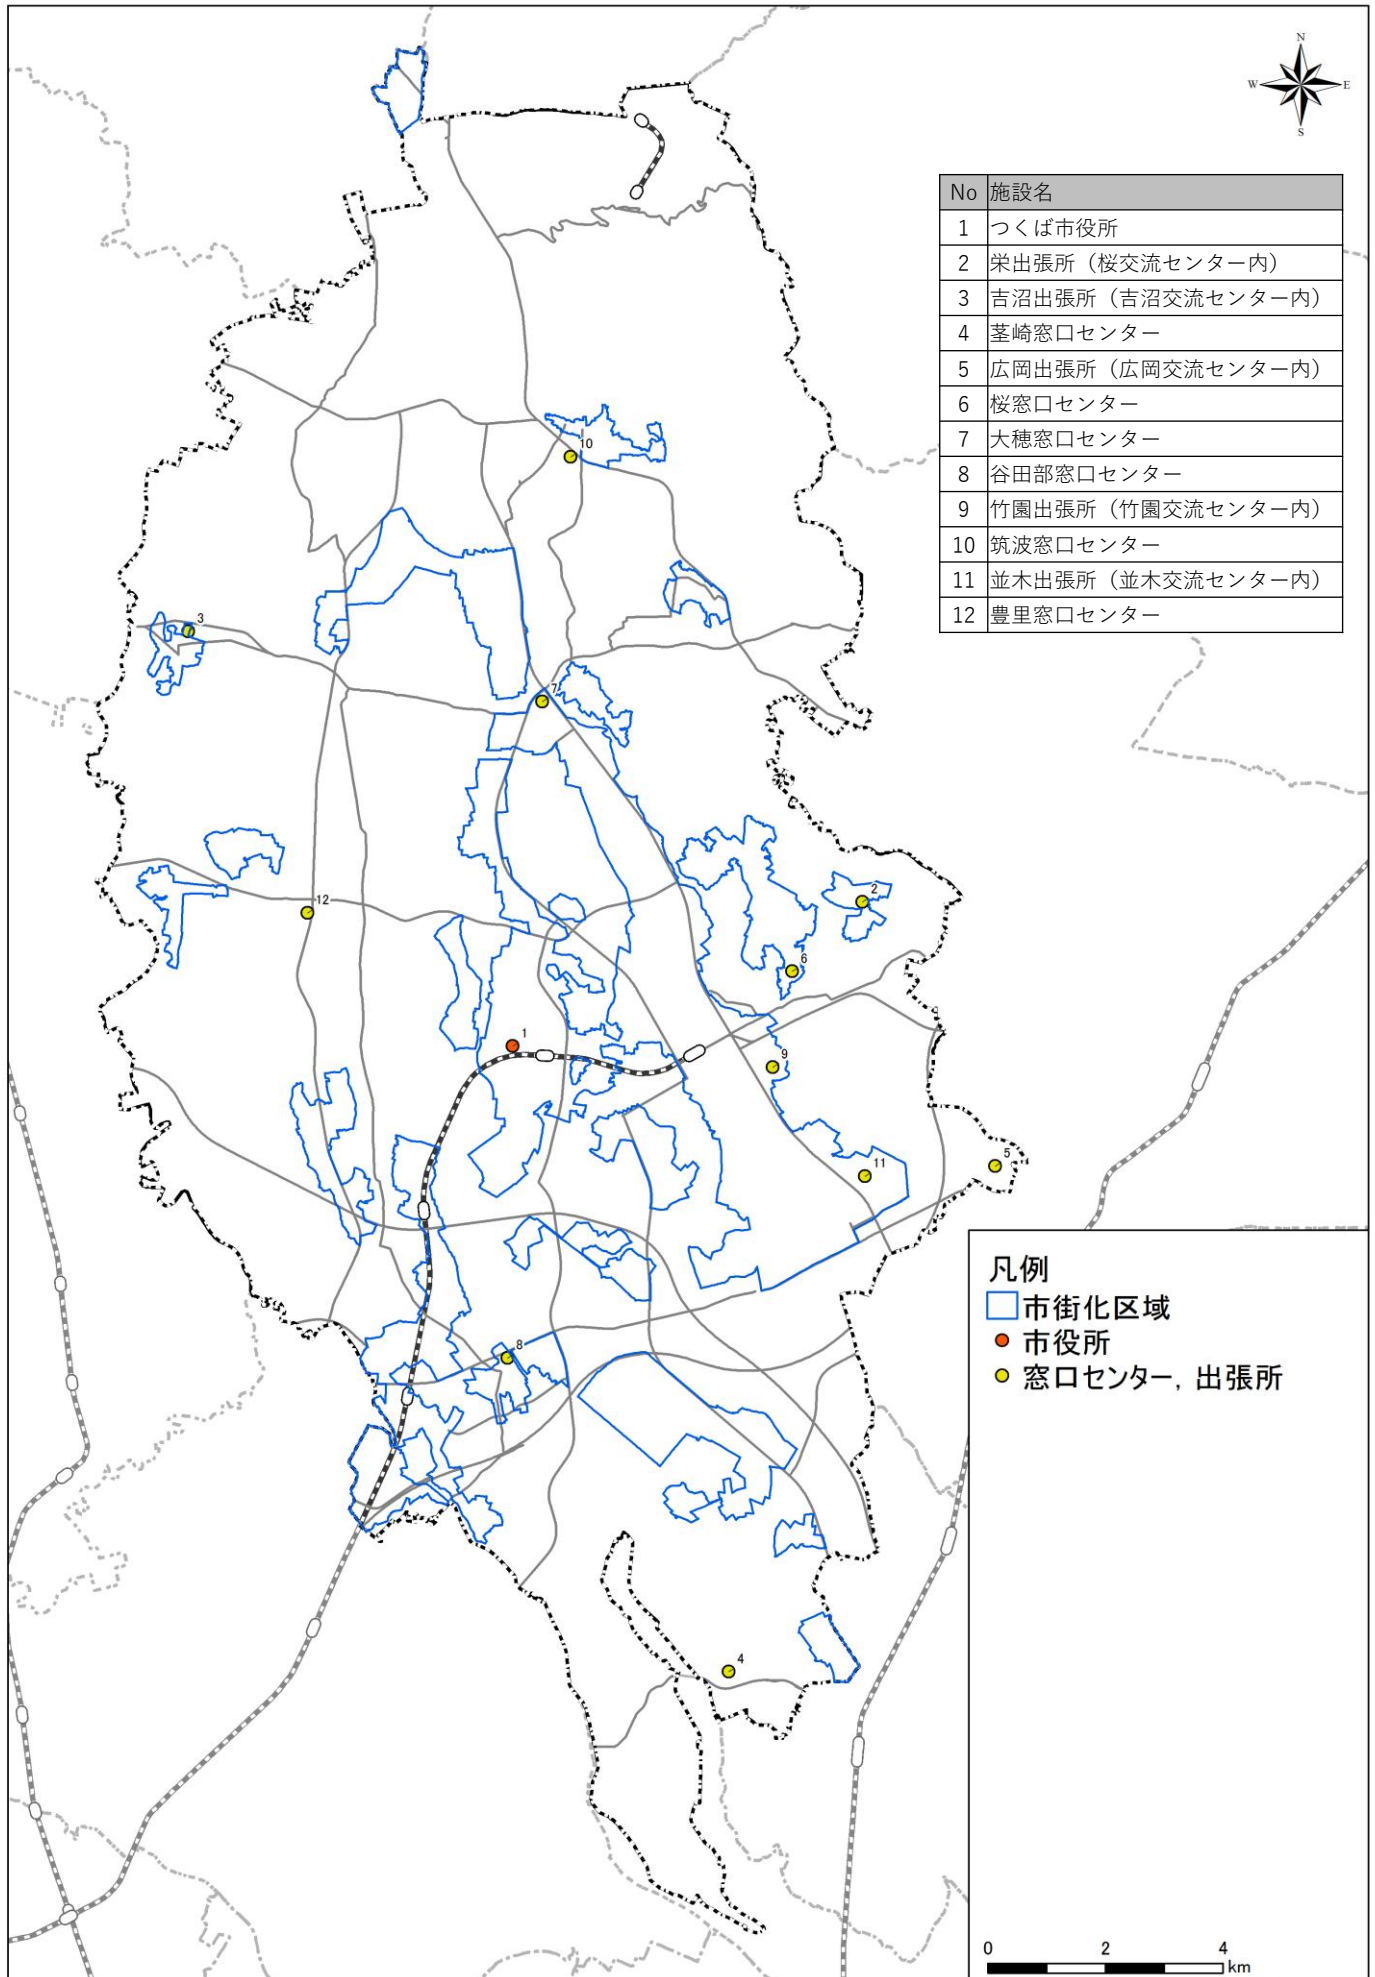 N
W E
S
No 施設名
1 つくば市役所
2 栄出張所（桜交流センター内）
3 吉沼出張所（吉沼交流センター内）
4 茎崎窓口センター
5 広岡出張所（広岡交流センター内）
6 桜窓口センター
7 大穂窓口センター
8 谷田部窓口センター
9 竹園出張所（竹園交流センター内）
10 筑波窓口センター
11 並木出張所（並木交流センター内）
12 豊里窓口センター
10
3
7
2
12
6
1
9
5
11
8
4
凡例
市街化区域
市役所
窓口センター, 出張所
0 2 4
km